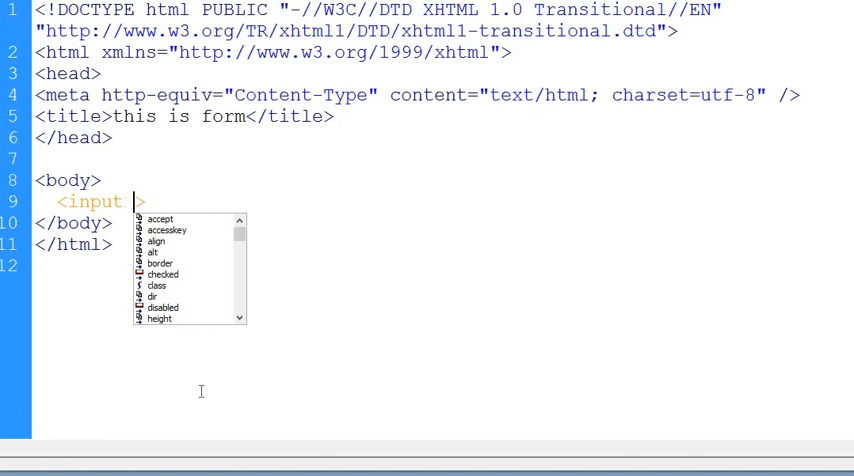 1 <!DOCTYPE html PUBLIC "-//W3C//DTD XHTML 1.0 Transitional//EN"
"http://www.w3.org/TR/xhtml1/DTD/xhtml1-transitional.dtd">
2 <html xmlns="http://www.w3.org/1999/xhtml">
3 <head>
4 <meta http-equiv="Content-Type" content="text/html; charset=utf-8" />
5 <title>this is form</title>
6 </head>
7
8 <body>
9 <input >
10 </body>
11 </html>
12
accept
accesskey
align
alt
border
checked
class
dir
disabled
height